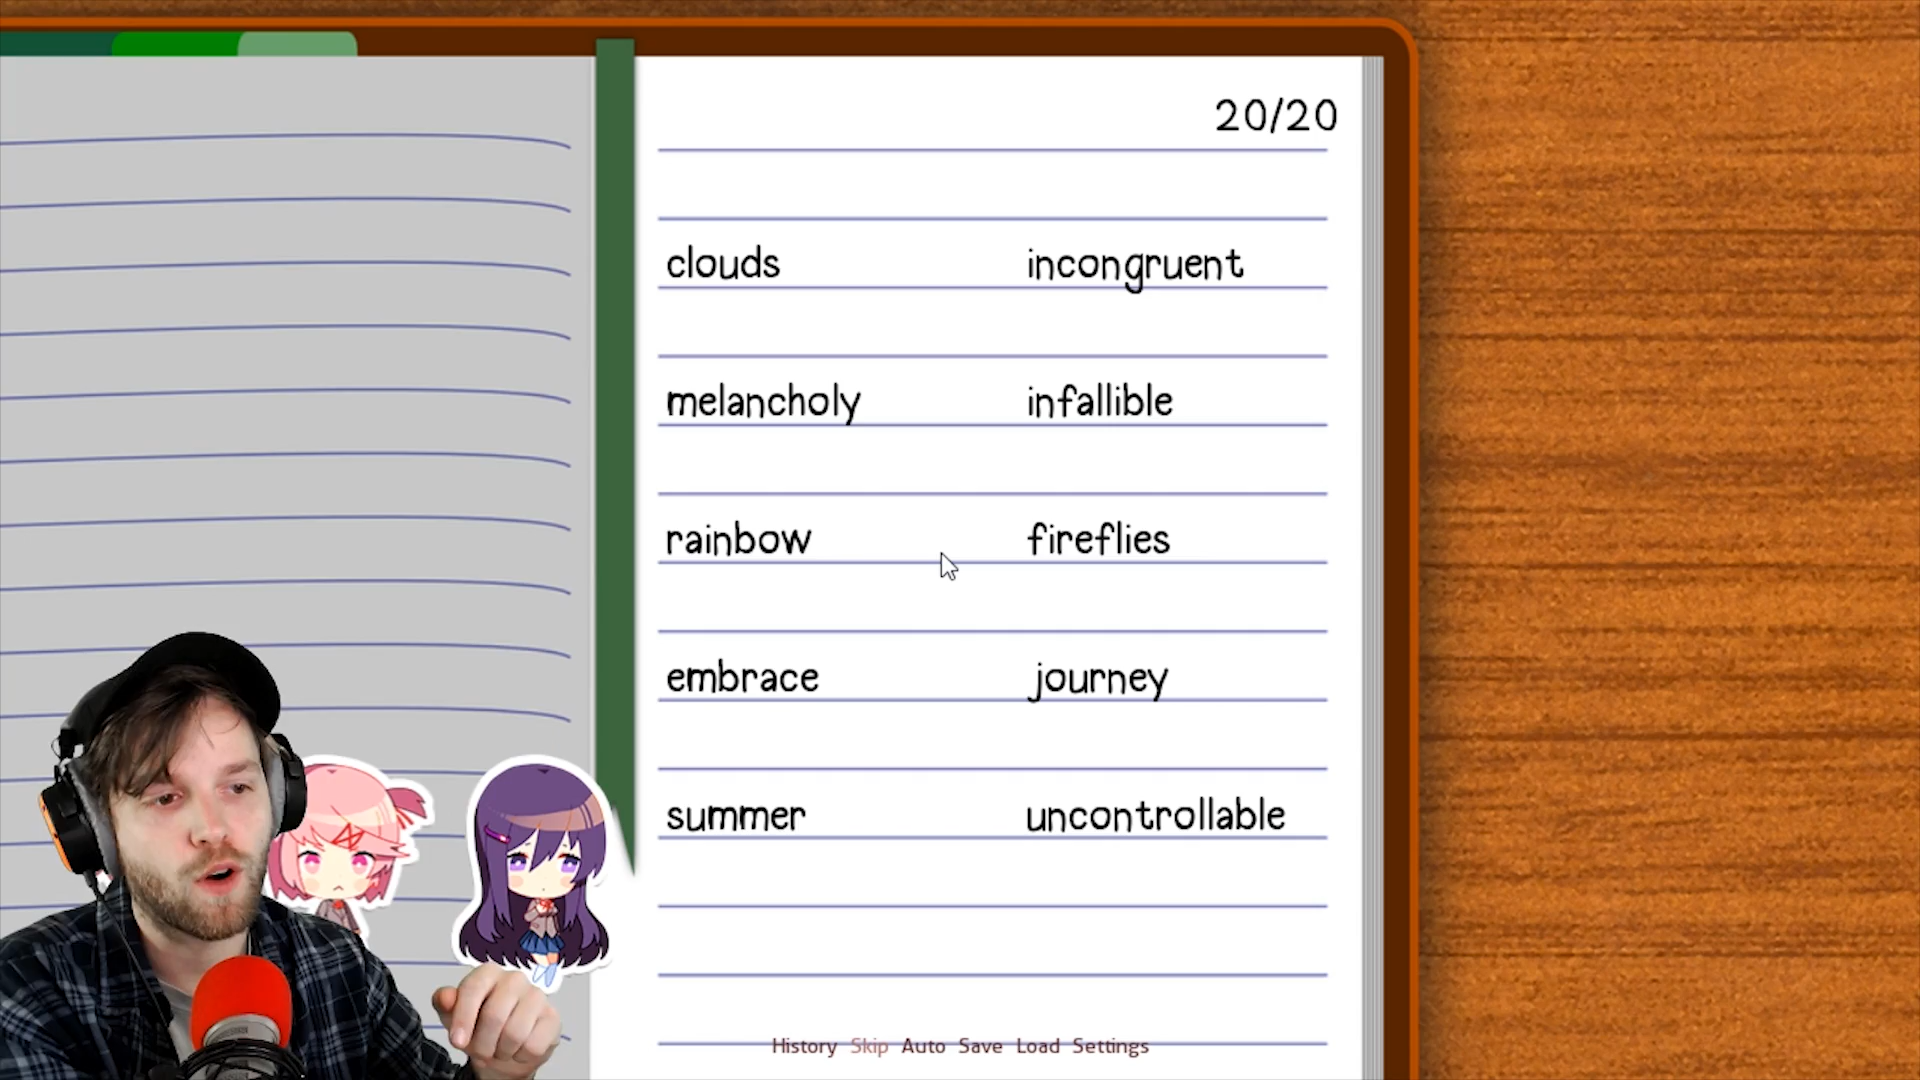 20/20
clouds incongruent
melancholy infallible
rainbow fireflies
embrace journey
summer uncontrollable
History Skip Auto Save Load Settings